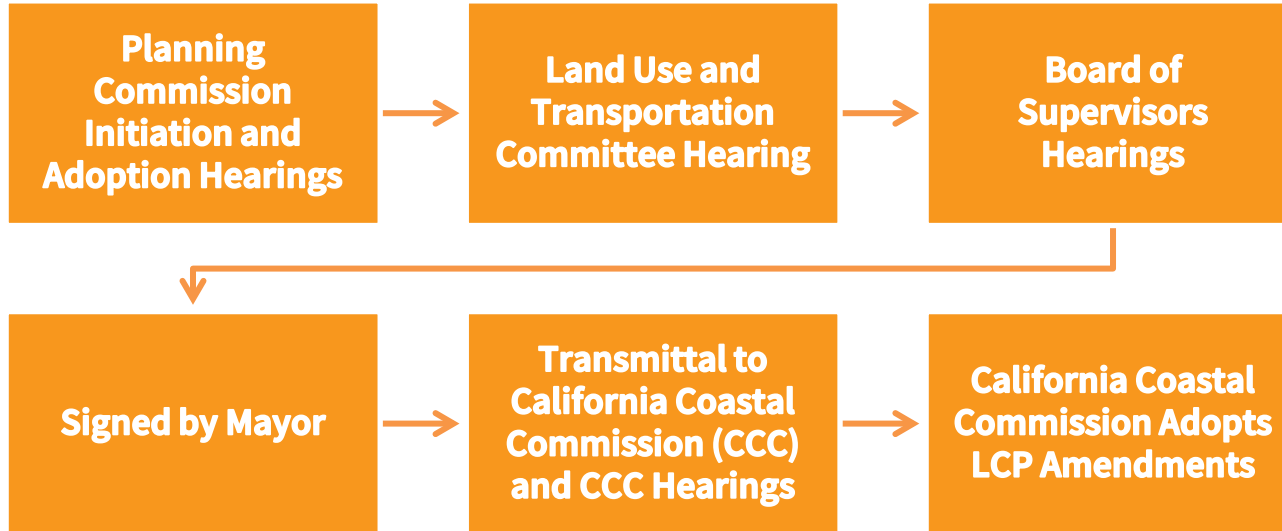 Planning
Commission
Initiation and
Adoption Hearings
Land Use and
Transportation
Committee Hearing
Board of
Supervisors
Hearings
Signed by Mayor
Transmittal to
California Coastal
Commission (CCC)
and CCC Hearings
California Coastal
Commission Adopts
LCP Amendments